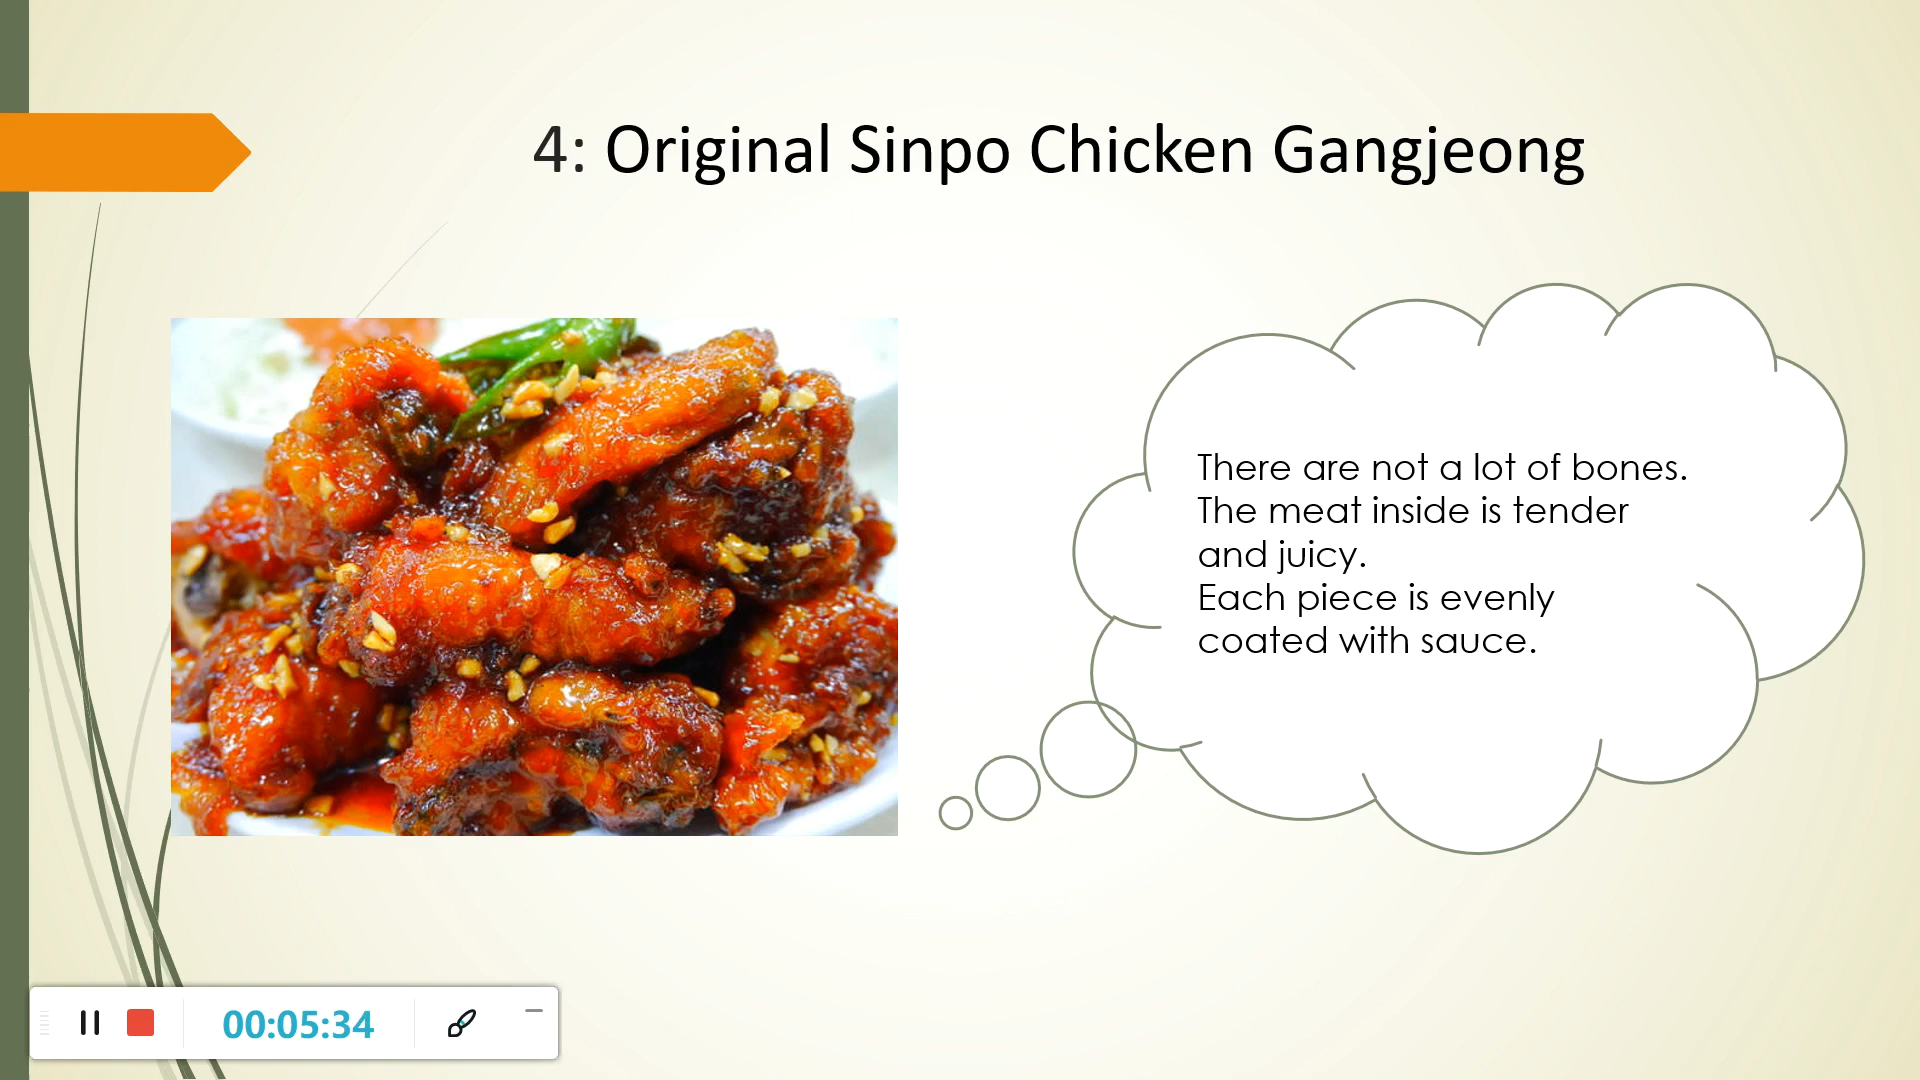 4: Original Sinpo Chicken Gangjeong
There are not a lot of bones.
The meat inside is tender
and juicy.
Each piece is evenly
coated with sauce.
00:05:34